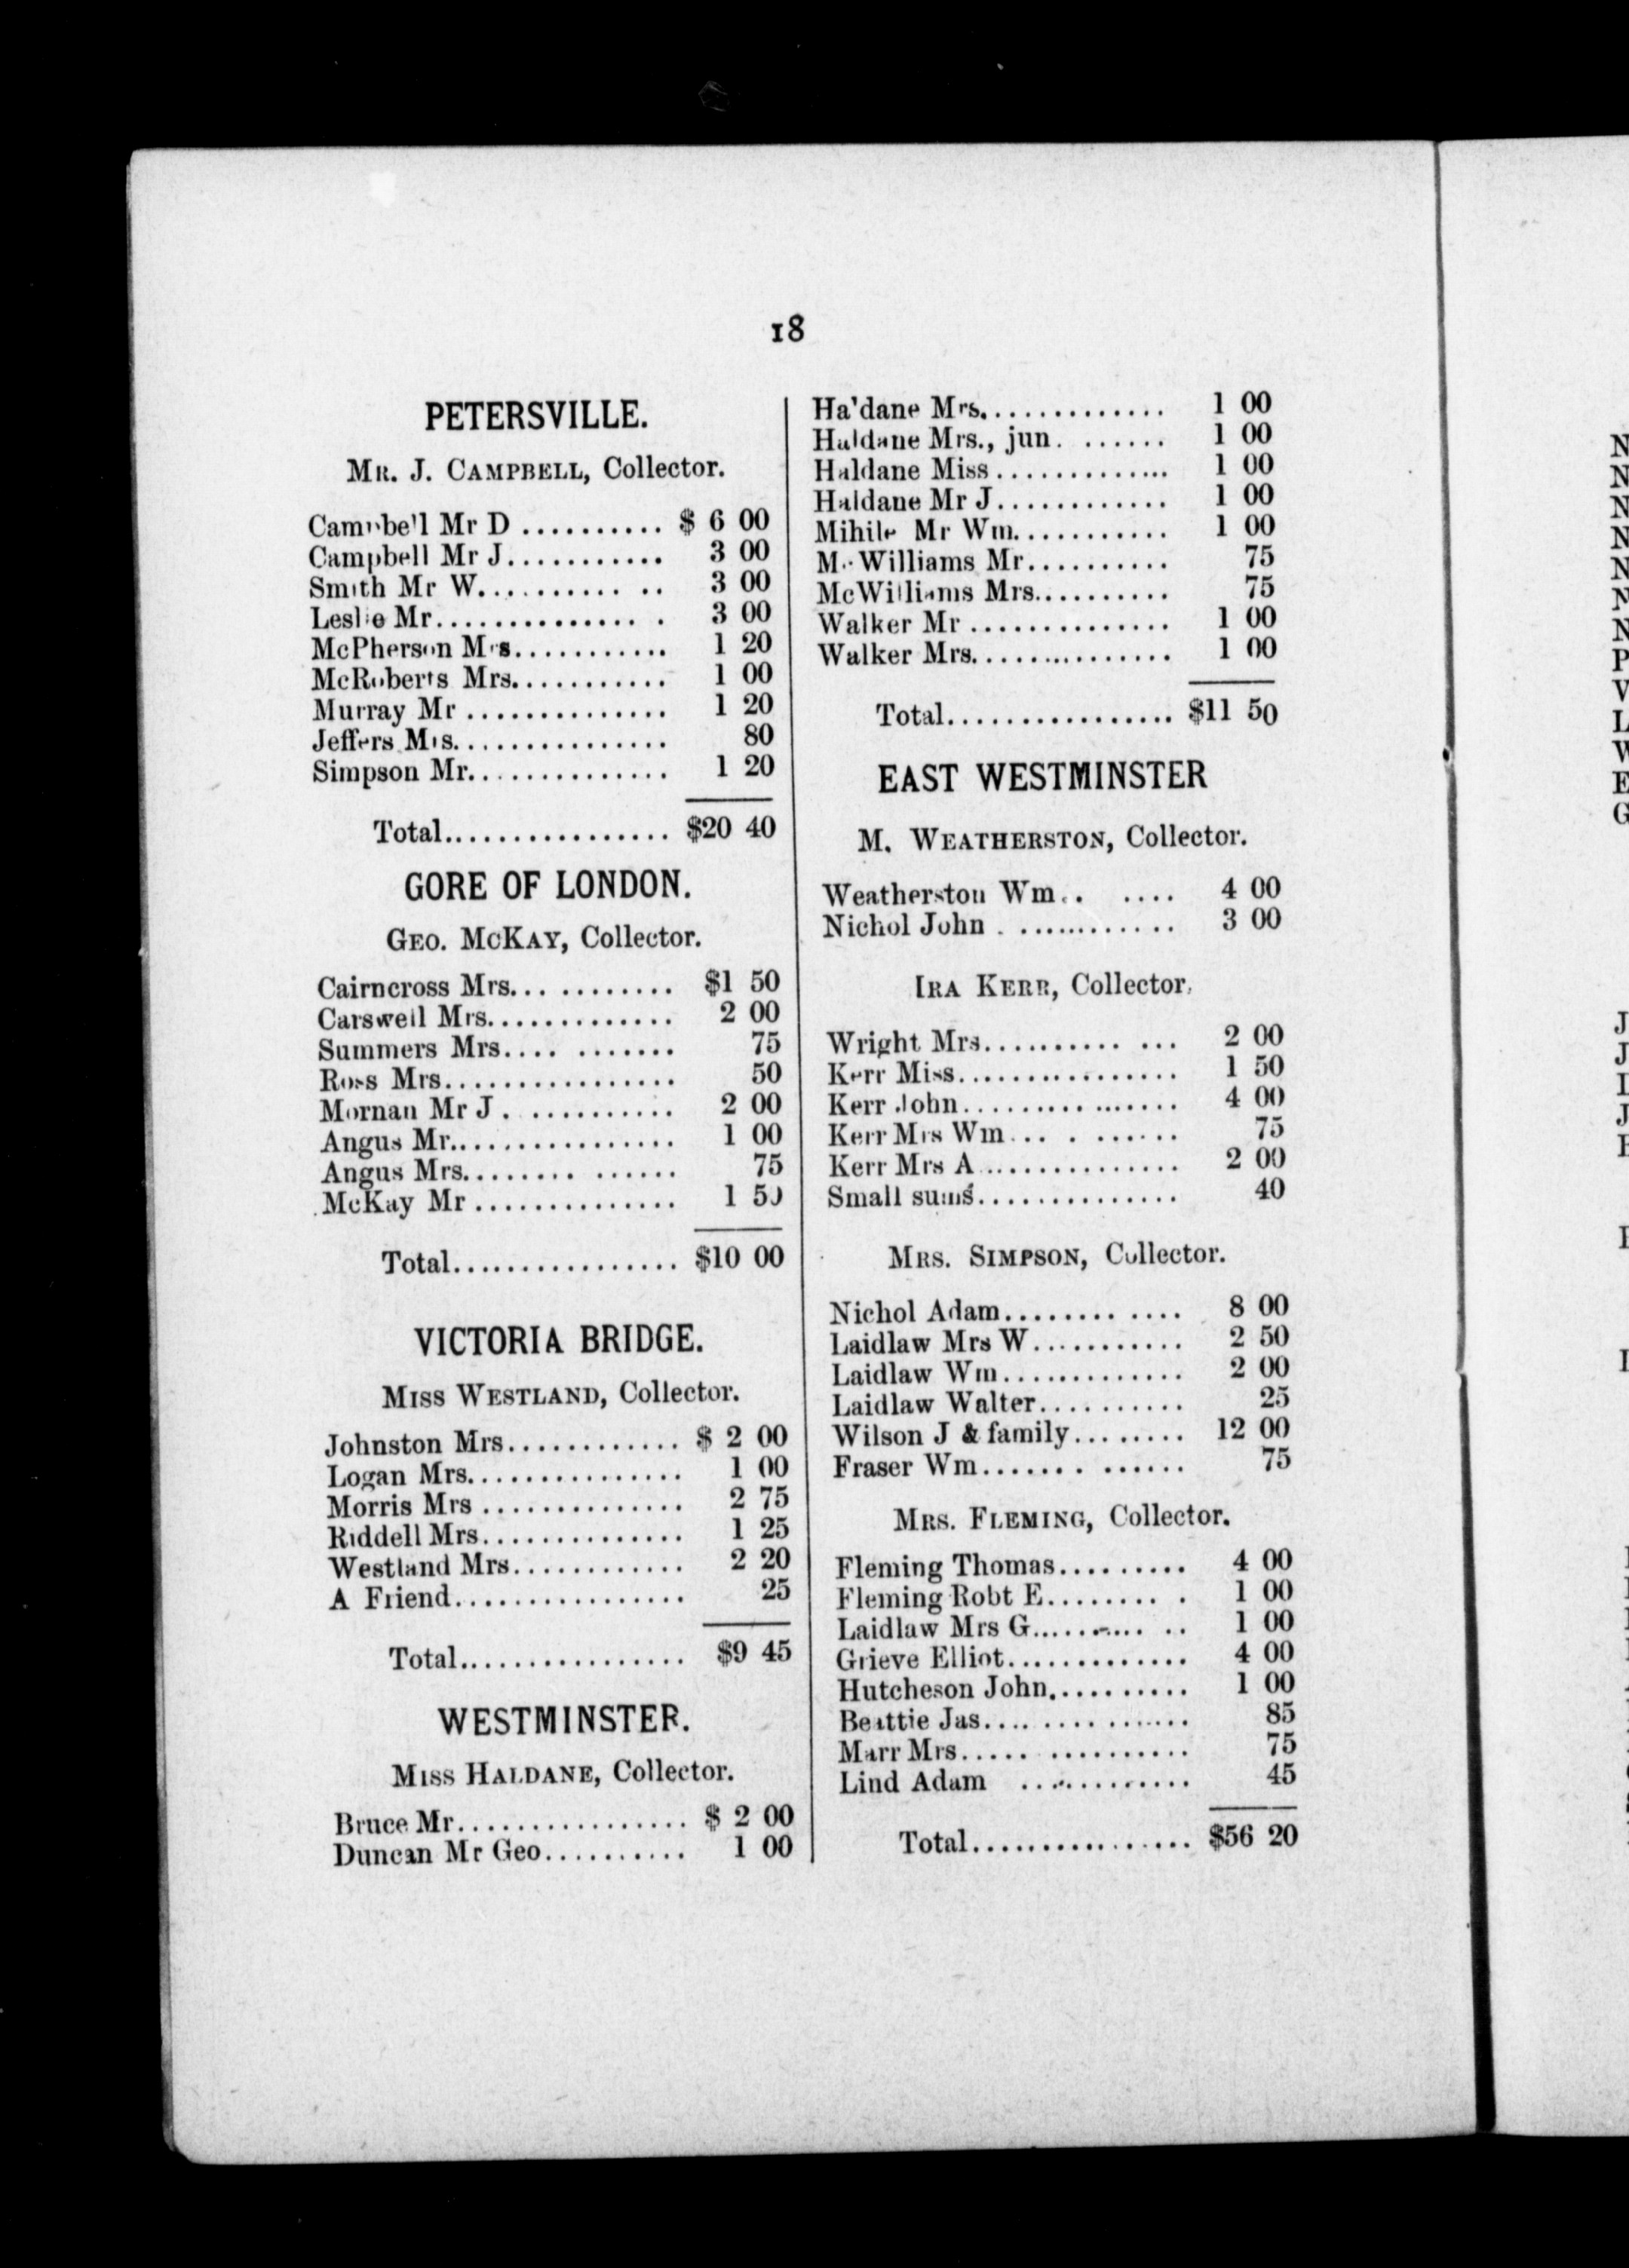 18
PETERSVILLE.
MR. J. CAMPBELL, Collector.
Campbe'l Mr D .......... $ 6 00
Campbell Mr J........... 3 00
Smith Mr W.......... .. 3 00
Leslie Mr.............. . 3 00
McPherson Mrs........... 1 20
McRoberts Mrs........... 1 00
Murray Mr .............. 1 20
Jeffers Mrs............... 80
Simpson Mr.............. 1 20
Total................ $20 40
GORE OF LONDON.
GEO. MCKAY, Collector.
Cairncross Mrs... ........ $1 50
Carswell Mrs............. 2 00
Summers Mrs.... ....... 75
Ross Mrs................ 50
Mornan Mr J . .......... 2 00
Angus Mr................ 1 00
Angus Mrs........ ...... 75
McKay Mr .............. 1 50
Total................ $10 00
VICTORIA BRIDGE.
MISS WESTLAND, Collector.
Johnston Mrs............ $ 2 00
Logan Mrs............... 1 00
Morris Mrs .............. 2 75
Riddell Mrs.............. 1 25
Westland Mrs............ 2 20
A Friend................ 25
Total................ $9 45
WESTMINSTER.
MISS HALDANE, Collector.
Bruce Mr................ $ 2 00
Duncan Mr Geo.......... 1 00
Ha'dane Mrs............. 1 00
Haldane Mrs., jun. ...... 1 00
Haldane Miss............. 1 00
Haldane Mr J............ 1 00
Mihile Mr Wm........... 1 00
McWilliams Mr.......... 75
McWilliams Mrs.......... 75
Walker Mr .............. 1 00
Walker Mrs.............. 1 00
Total................ $11 50
EAST WESTMINSTER
M. WEATHERSTON, Collector.
Weatherston Wm.. .... 4 00
Nichol John . ........... 3 00
IRA KERR, Collector.
Wright Mrs.......... ... 2 00
Kerr Miss................ 1 50
Kerr John................ 4 00
Kerr Mrs Wm... . ...... 75
Kerr Mrs A.............. 2 00
Small sums.............. 40
MRS. SIMPSON, Collector.
Nichol Adam........ .... 8 00
Laidlaw Mrs W........... 2 50
Laidlaw Wm............. 2 00
Laidlaw Walter.......... 25
Wilson J & family........ 12 00
Fraser Wm....... ...... 75
MRS. FLEMING, Collector.
Fleming Thomas......... 4 00
Fleming Robt E........ . 1 00
Laidlaw Mrs G......... .. 1 00
Grieve Elliot............. 4 00
Hutcheson John.......... 1 00
Beattie Jas.... .......... 85
Marr Mrs..... .......... 75
Lind Adam ............ 45
Total................ $56 20